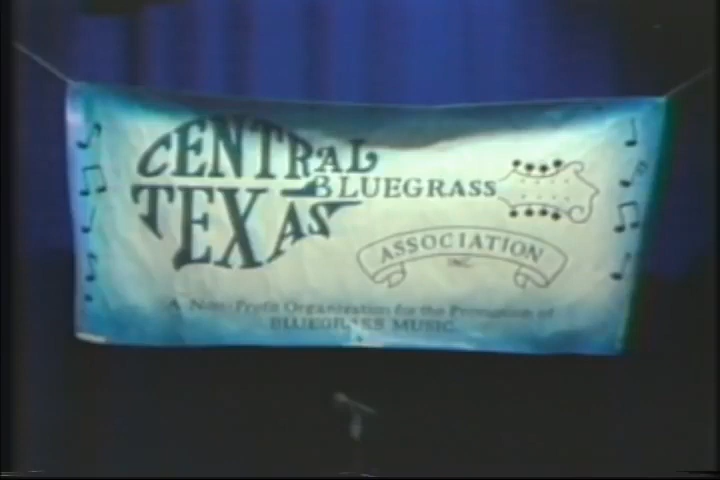 CENTRAL
TEXAS
BLUEGRASS
ASSOCIATION
INC.
A Non-Profit Organization for the Promotion of
BLUEGRASS MUSIC